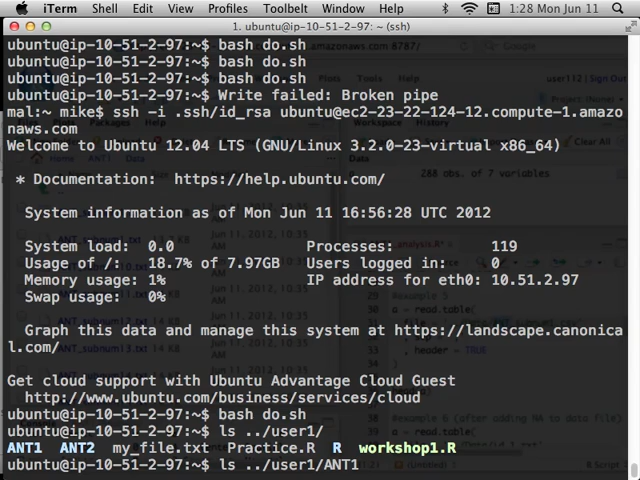 iTerm Shell Edit View Profiles Toolbelt Window Help 1:28 Mon Jun 11
1. ubuntu@ip-10-51-2-97: ~ (ssh)
ubuntu@ip-10-51-2-97:~$ bash do.sh
ubuntu@ip-10-51-2-97:~$ bash do.sh
ubuntu@ip-10-51-2-97:~$ bash do.sh
ubuntu@ip-10-51-2-97:~$ Write failed: Broken pipe
mal:~ mike$ ssh -i .ssh/id_rsa ubuntu@ec2-23-22-124-12.compute-1.amazo
naws.com
Welcome to Ubuntu 12.04 LTS (GNU/Linux 3.2.0-23-virtual x86_64)
* Documentation: https://help.ubuntu.com/
System information as of Mon Jun 11 16:56:28 UTC 2012
System load: 0.0 Processes: 119
Usage of /: 18.7% of 7.97GB Users logged in: 0
Memory usage: 1% IP address for eth0: 10.51.2.97
Swap usage: 0%
Graph this data and manage this system at https://landscape.canonica
l.com/
Get cloud support with Ubuntu Advantage Cloud Guest
http://www.ubuntu.com/business/services/cloud
ubuntu@ip-10-51-2-97:~$ bash do.sh
ubuntu@ip-10-51-2-97:~$ ls ../user1/
ANT1 ANT2 my_file.txt Practice.R R workshop1.R
ubuntu@ip-10-51-2-97:~$ ls ../user1/ANT1